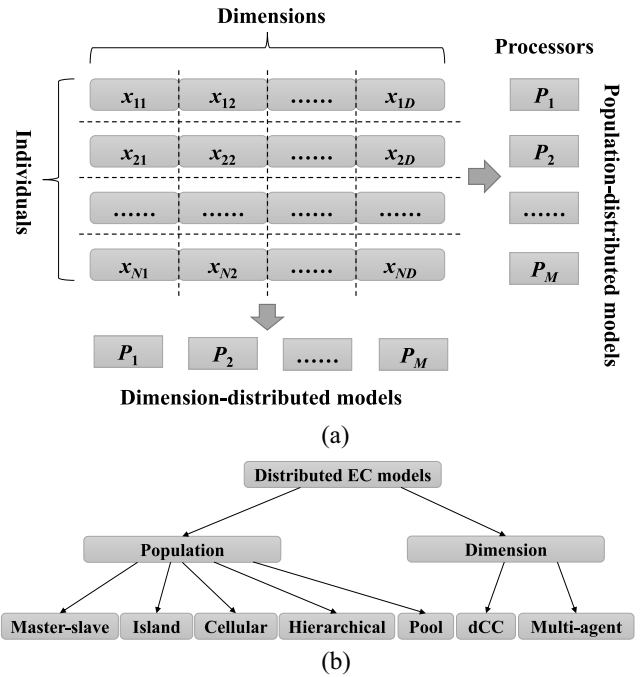 Dimensions
Processors
Individuals
x11 x12 ...... x1D
x21 x22 ...... x2D
...... ...... ...... ......
xN1 xN2 ...... xND
P1
P2
......
PM
Population-distributed models
P1 P2 ...... PM
Dimension-distributed models
(a)
Distributed EC models
Population Dimension
Master-slave Island Cellular Hierarchical Pool dCC Multi-agent
(b)